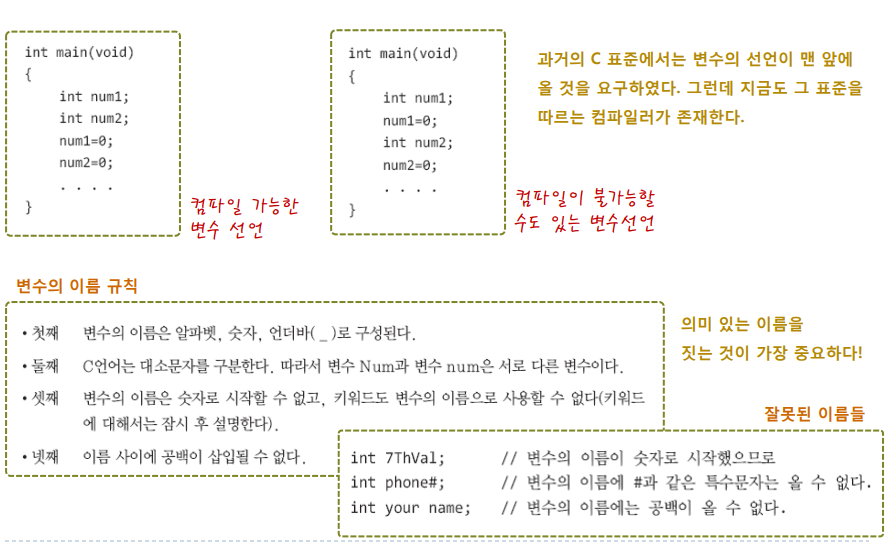 int main(void)
{
int num1;
int num2;
num1=0;
num2=0;
. . . .
}
컴파일 가능한
변수 선언
int main(void)
{
int num1;
num1=0;
int num2;
num2=0;
. . . .
}
컴파일이 불가능할
수도 있는 변수선언
과거의 C 표준에서는 변수의 선언이 맨 앞에
올 것을 요구하였다. 그런데 지금도 그 표준을
따르는 컴파일러가 존재한다.
변수의 이름 규칙
• 첫째 변수의 이름은 알파벳, 숫자, 언더바( _ )로 구성된다.
• 둘째 C언어는 대소문자를 구분한다. 따라서 변수 Num과 변수 num은 서로 다른 변수이다.
• 셋째 변수의 이름은 숫자로 시작할 수 없고, 키워드도 변수의 이름으로 사용할 수 없다(키워드
에 대해서는 잠시 후 설명한다).
• 넷째 이름 사이에 공백이 삽입될 수 없다.
의미 있는 이름을
짓는 것이 가장 중요하다!
잘못된 이름들
int 7ThVal; // 변수의 이름이 숫자로 시작했으므로
int phone#; // 변수의 이름에 #과 같은 특수문자는 올 수 없다.
int your name; // 변수의 이름에는 공백이 올 수 없다.